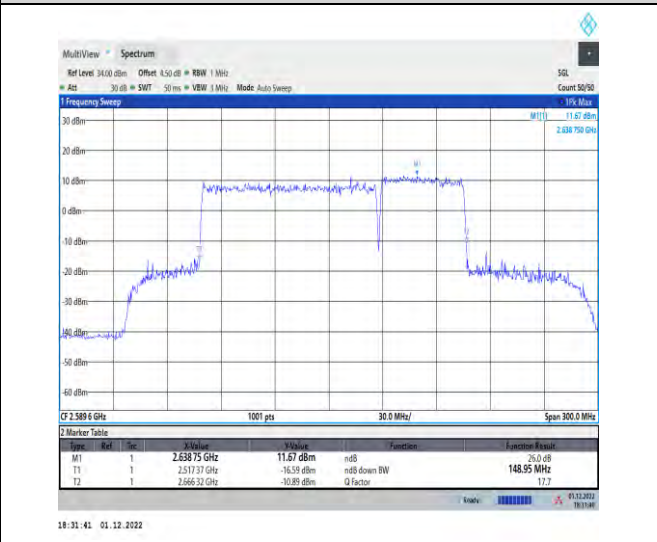 MultiView Spectrum
Ref Level 34.00 dBm Offset 4.50 dB RBW 1 MHz SGL
Att 30 dB SWT 50 ms VBW 3 MHz Mode Auto Sweep Count 50/50
1 Frequency Sweep 1Pk Max
30 dBm M1[1] 11.67 dBm
2.638 750 GHz
20 dBm
M1
10 dBm
0 dBm
-10 dBm
-20 dBm
-30 dBm
-40 dBm
-50 dBm
-60 dBm
CF 2.589 6 GHz 1001 pts 30.0 MHz/ Span 300.0 MHz
2 Marker Table
Type Ref Trc X-Value Y-Value Function Function Result
M1 1 2.638 75 GHz 11.67 dBm ndB 26.0 dB
T1 1 2.517 37 GHz -16.59 dBm ndB down BW 148.95 MHz
T2 1 2.666 32 GHz -10.89 dBm Q Factor 17.7
Ready 01.12.2022
18:31:41 01.12.2022